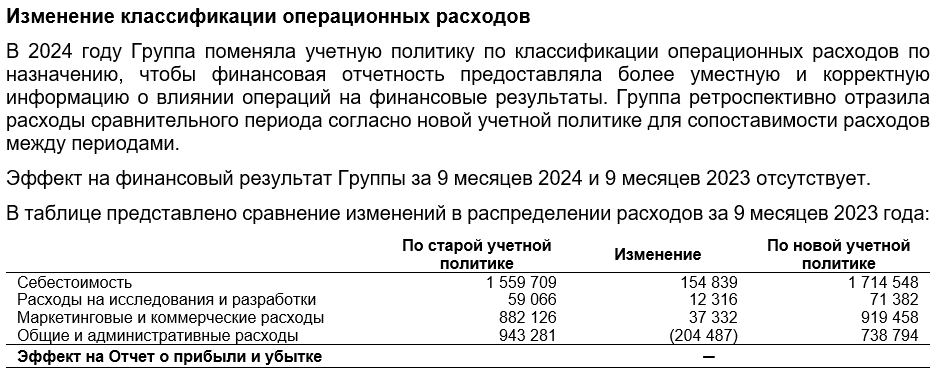 Изменение классификации операционных расходов
В 2024 году Группа поменяла учетную политику по классификации операционных расходов по
назначению, чтобы финансовая отчетность предоставляла более уместную и корректную
информацию о влиянии операций на финансовые результаты. Группа ретроспективно отразила
расходы сравнительного периода согласно новой учетной политике для сопоставимости расходов
между периодами.
Эффект на финансовый результат Группы за 9 месяцев 2024 и 9 месяцев 2023 отсутствует.
В таблице представлено сравнение изменений в распределении расходов за 9 месяцев 2023 года:
По старой учетной политике Изменение По новой учетной политике
Себестоимость 1 559 709 154 839 1 714 548
Расходы на исследования и разработки 59 066 12 316 71 382
Маркетинговые и коммерческие расходы 882 126 37 332 919 458
Общие и административные расходы 943 281 (204 487) 738 794
Эффект на Отчет о прибыли и убытке –